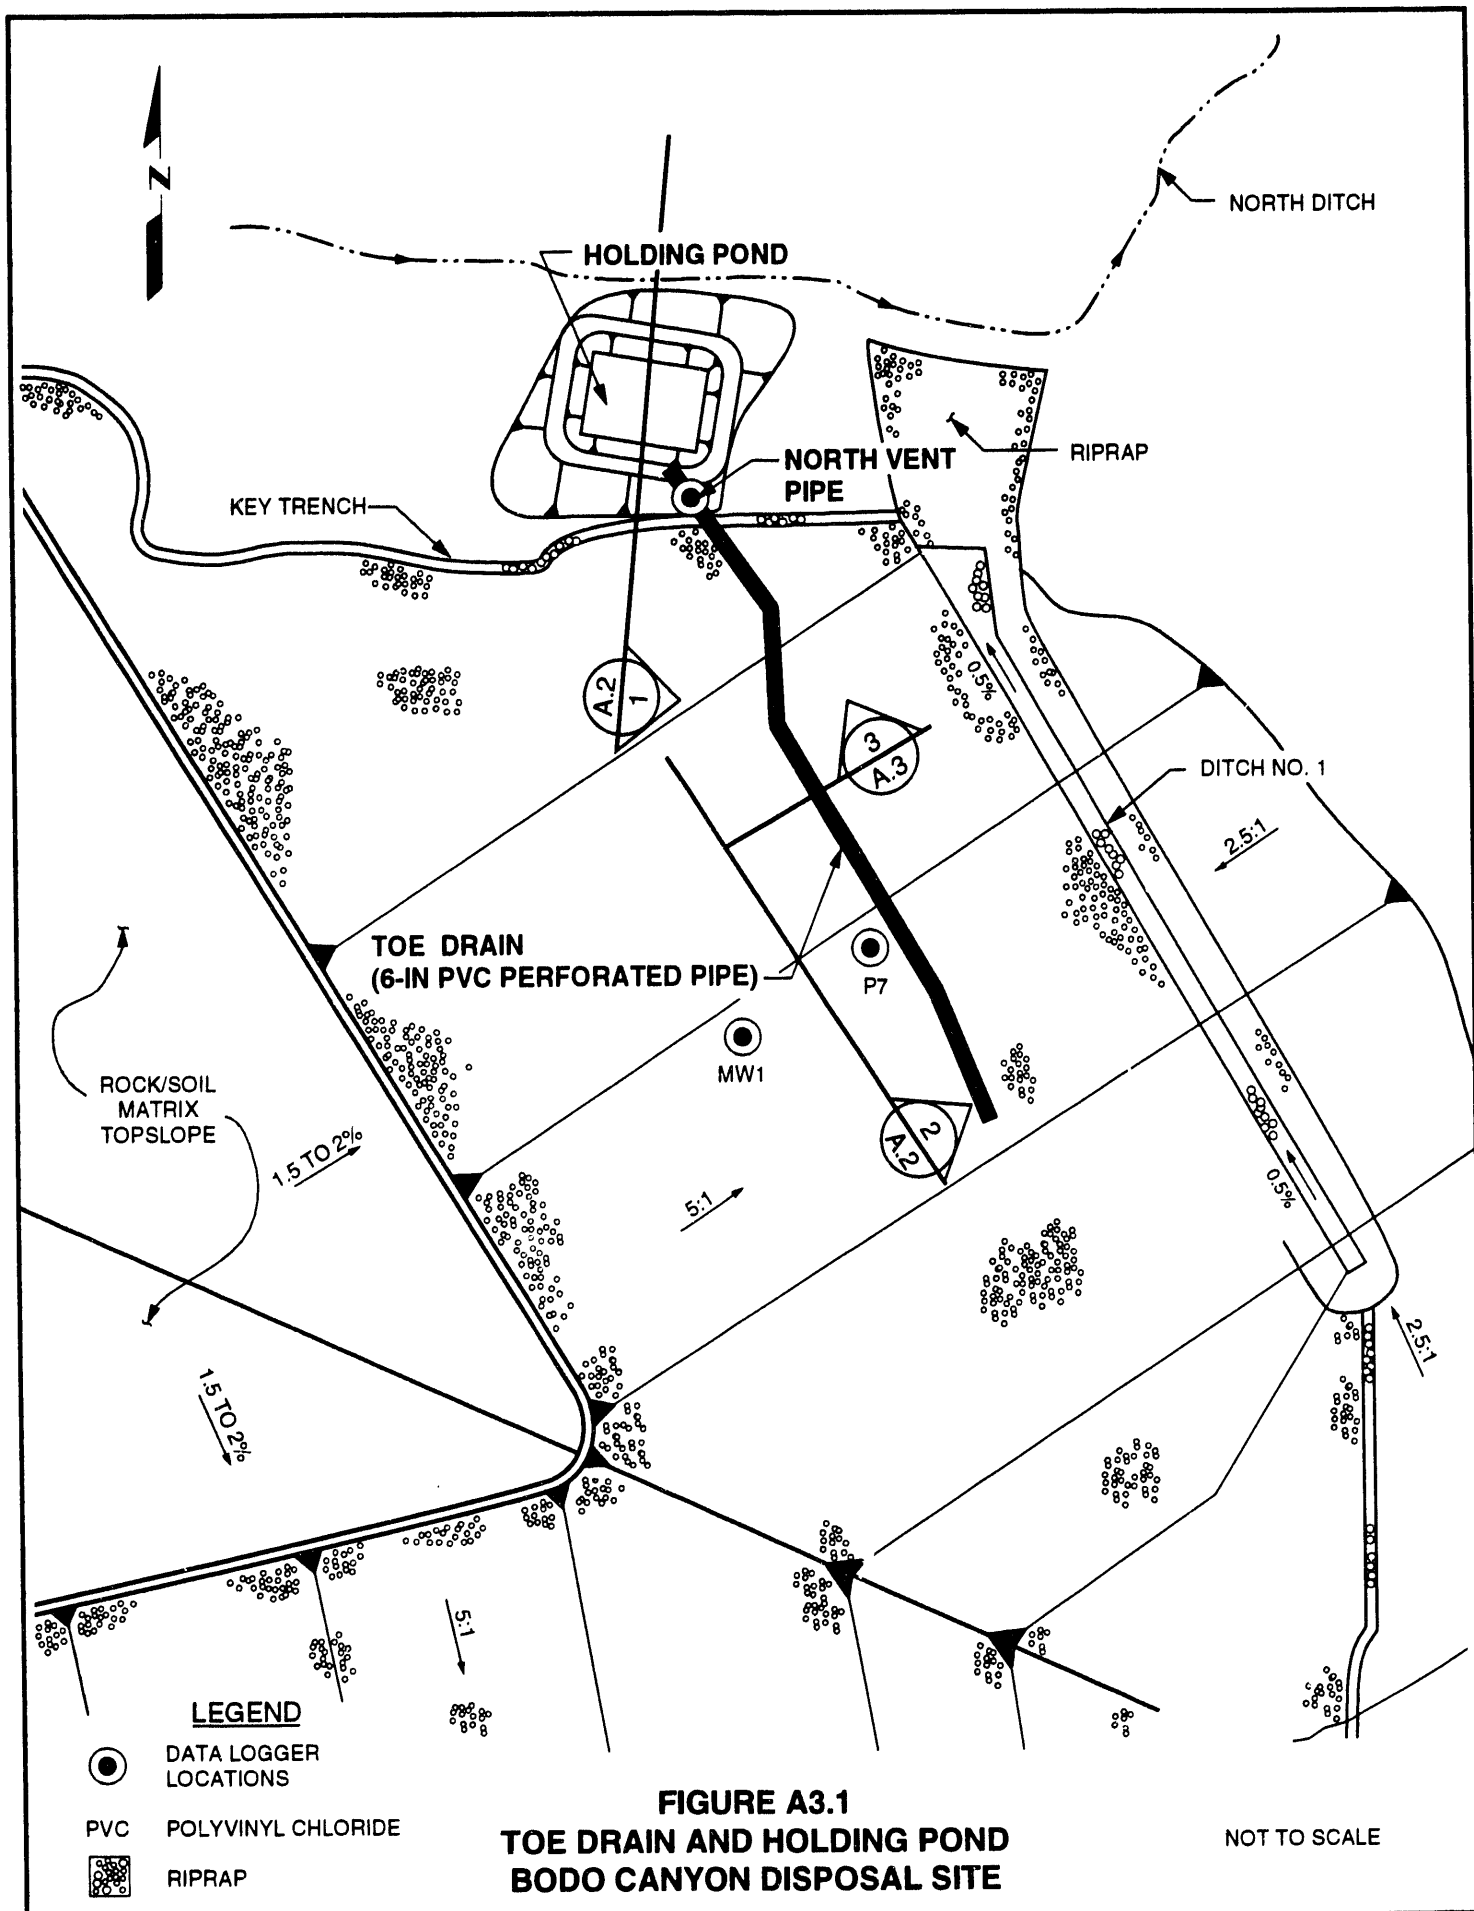 N
NORTH DITCH
HOLDING POND
RIPRAP
NORTH VENT
PIPE
KEY TRENCH
A.2
1
0.5%
3
A.3
DITCH NO. 1
2.5:1
TOE DRAIN
(6-IN PVC PERFORATED PIPE)
P7
MW1
ROCK/SOIL
MATRIX
TOPSLOPE
1.5 TO 2%
2
A.2
5:1
0.5%
2.5:1
1.5 TO 2%
5:1
LEGEND
DATA LOGGER
LOCATIONS
PVC POLYVINYL CHLORIDE
RIPRAP
FIGURE A3.1
TOE DRAIN AND HOLDING POND
BODO CANYON DISPOSAL SITE
NOT TO SCALE